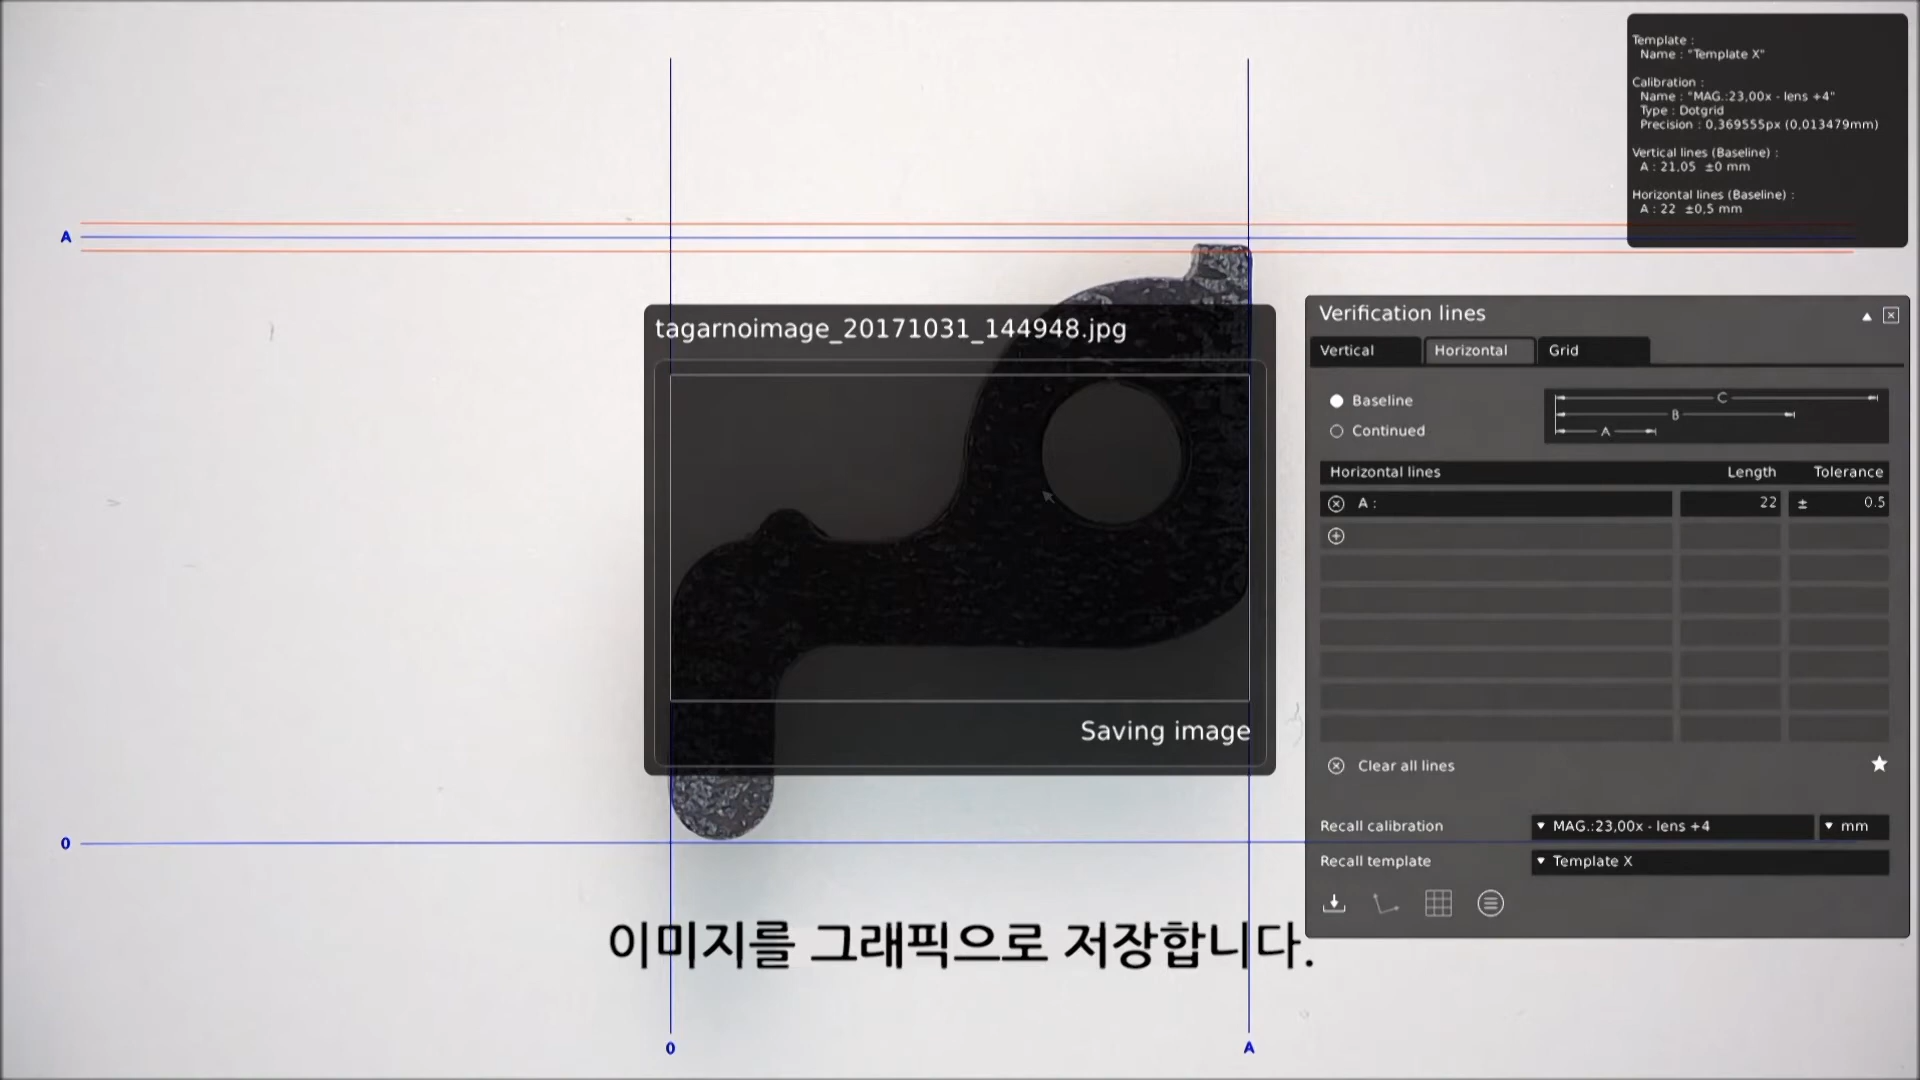 Template :
Name : "Template X"
Calibration :
Name : "MAG.:23,00x - lens +4"
Type : Dotgrid
Precision : 0,369555px (0,013479mm)
Vertical lines (Baseline) :
A : 21,05 ±0 mm
Horizontal lines (Baseline) :
A : 22 ±0,5 mm
A
0
0
A
tagarnoimage_20171031_144948.jpg
Saving image
Verification lines
Vertical Horizontal Grid
Baseline
Continued
C
B
A
Horizontal lines Length Tolerance
A : 22 ± 0.5
Clear all lines
Recall calibration MAG.:23,00x - lens +4 mm
Recall template Template X
이미지를 그래픽으로 저장합니다.